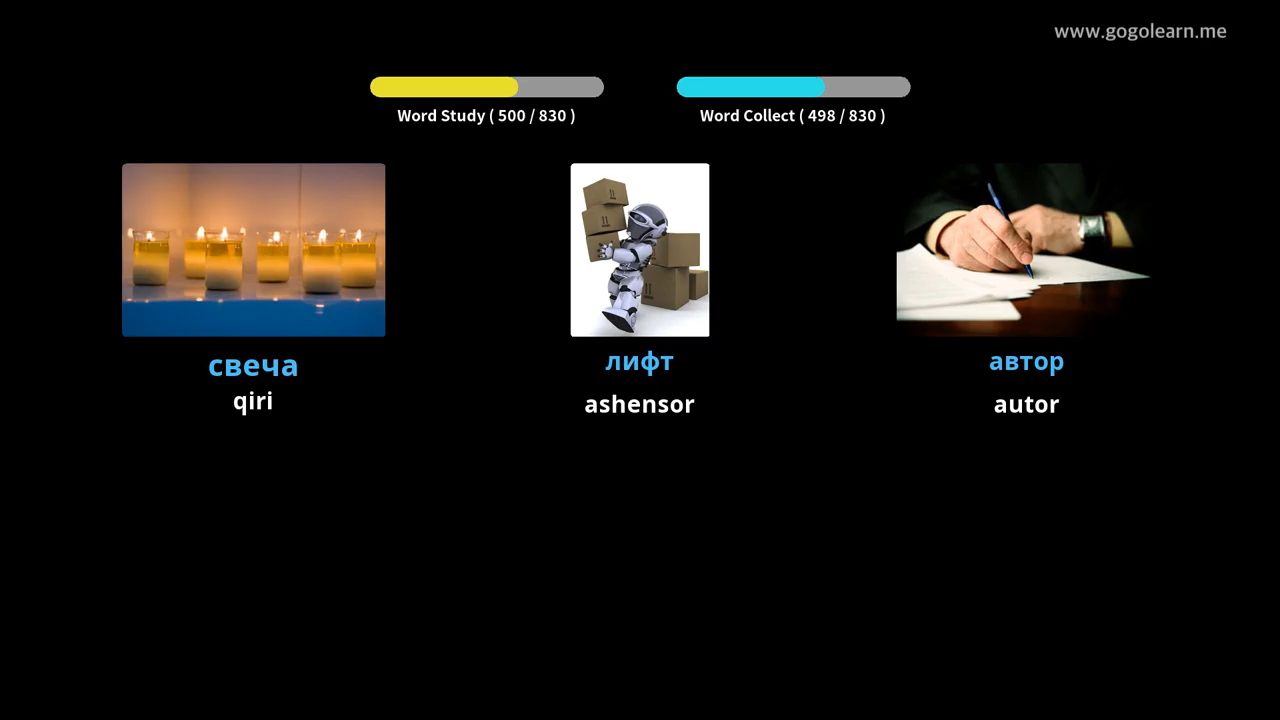 www.gogolearn.me
Word Study ( 500 / 830 )
Word Collect ( 498 / 830 )
свеча
qiri
лифт
ashensor
автор
autor